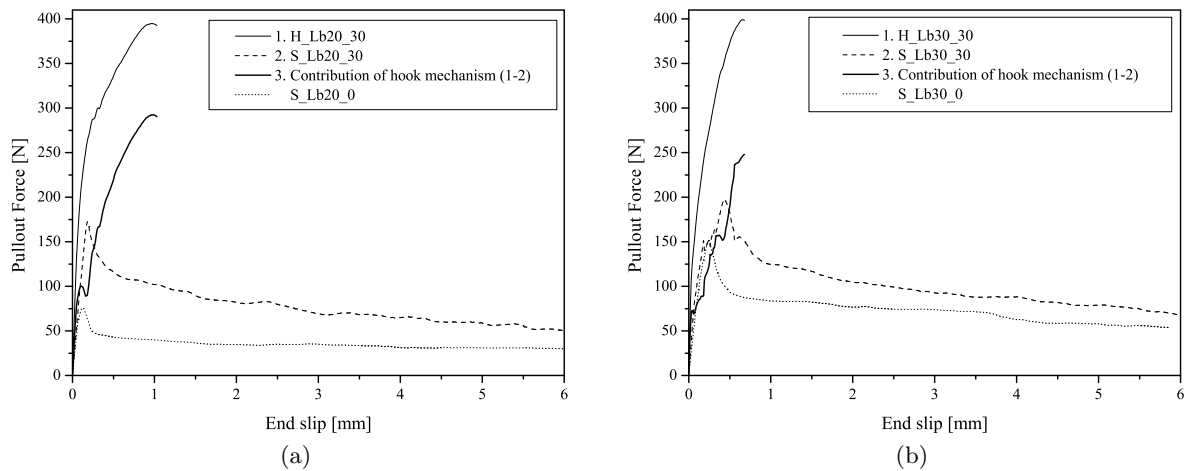 400
350
300
250
200
150
100
50
0
Pullout Force [N]
1. H_Lb20_30
2. S_Lb20_30
3. Contribution of hook mechanism (1-2)
S_Lb20_0
0 1 2 3 4 5 6
End slip [mm]
(a)
400
350
300
250
200
150
100
50
0
Pullout Force [N]
1. H_Lb30_30
2. S_Lb30_30
3. Contribution of hook mechanism (1-2)
S_Lb30_0
0 1 2 3 4 5 6
End slip [mm]
(b)